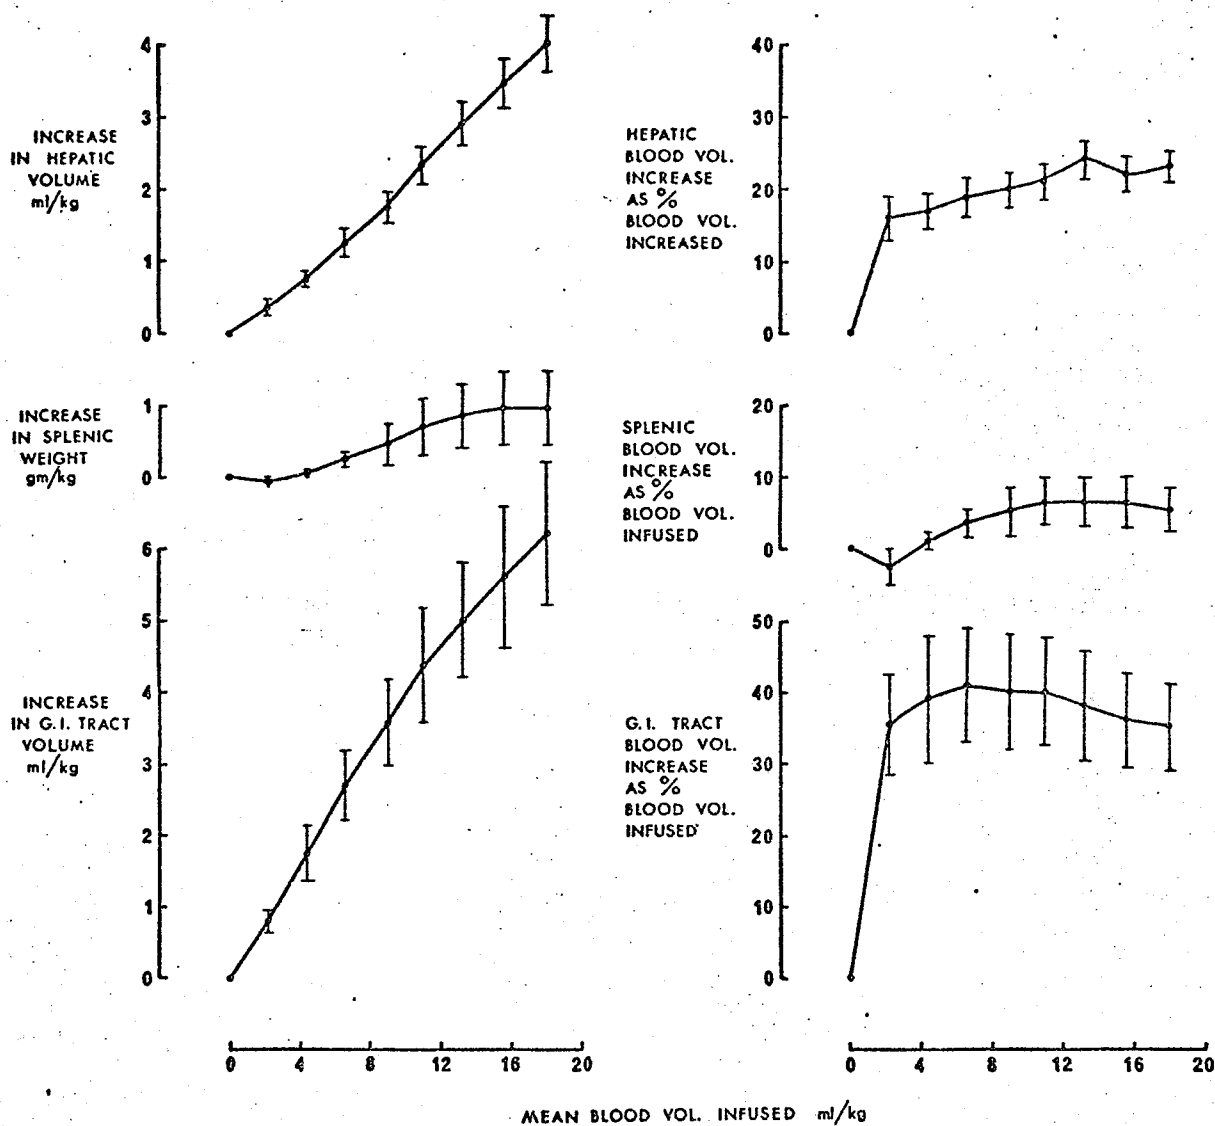 4
3
2
1
0
INCREASE
IN HEPATIC
VOLUME
ml/kg
1
0
INCREASE
IN SPLENIC
WEIGHT
gm/kg
6
5
4
3
2
1
0
INCREASE
IN G.I. TRACT
VOLUME
ml/kg
0 4 8 12 16 20
40
30
20
10
0
HEPATIC
BLOOD VOL.
INCREASE
AS %
BLOOD VOL.
INCREASED
20
10
0
SPLENIC
BLOOD VOL.
INCREASE
AS %
BLOOD VOL.
INFUSED
50
40
30
20
10
0
G.I. TRACT
BLOOD VOL.
INCREASE
AS %
BLOOD VOL.
INFUSED
0 4 8 12 16 20
MEAN BLOOD VOL. INFUSED ml/kg